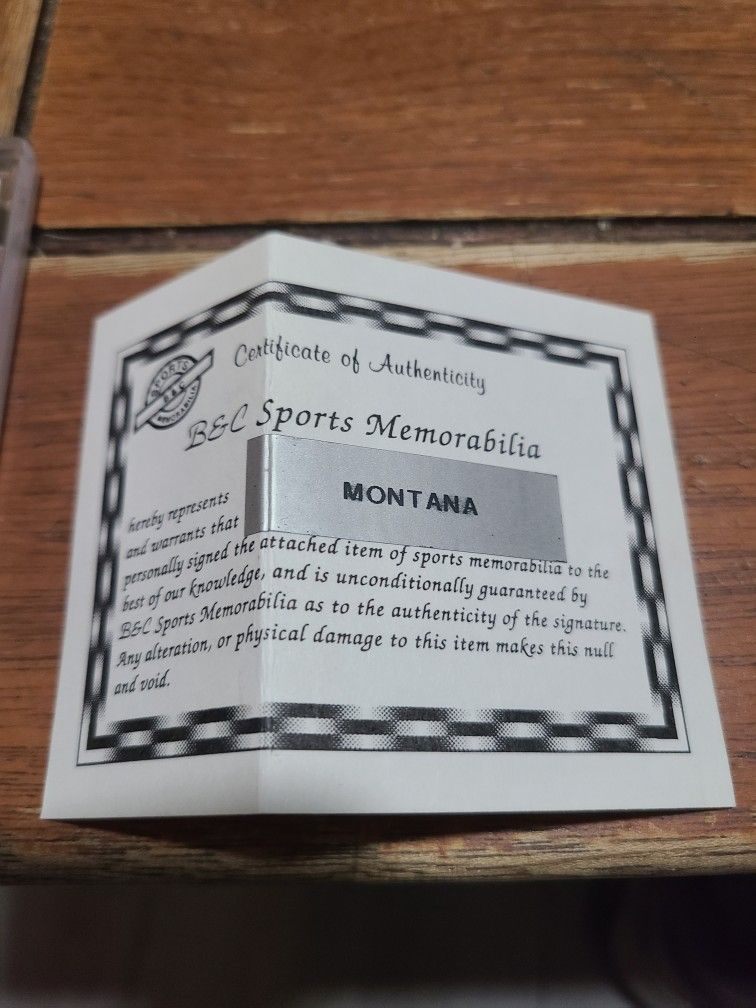 SPORTS
B&C
MEMORABILIA
Certificate of Authenticity
B&C Sports Memorabilia
MONTANA
hereby represents
and warrants that
personally signed the attached item of sports memorabilia to the
best of our knowledge, and is unconditionally guaranteed by
B&C Sports Memorabilia as to the authenticity of the signature.
Any alteration, or physical damage to this item makes this null
and void.